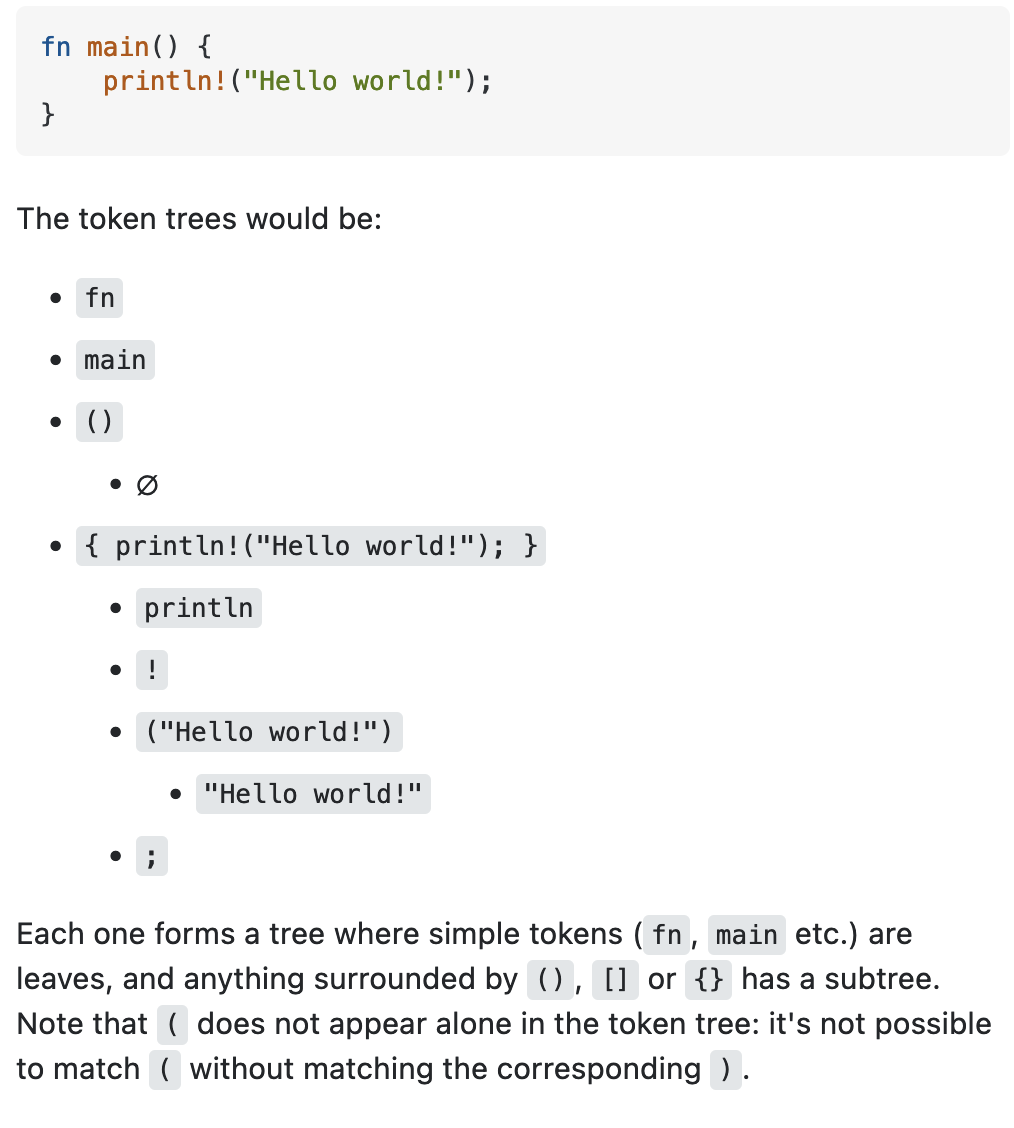 fn main() {
    println!("Hello world!");
}
The token trees would be:
• fn
• main
• ()
• ∅
• { println!("Hello world!"); }
• println
• !
• ("Hello world!")
• "Hello world!"
• ;
Each one forms a tree where simple tokens (fn, main etc.) are
leaves, and anything surrounded by (), [] or {} has a subtree.
Note that ( does not appear alone in the token tree: it's not possible
to match ( without matching the corresponding ).